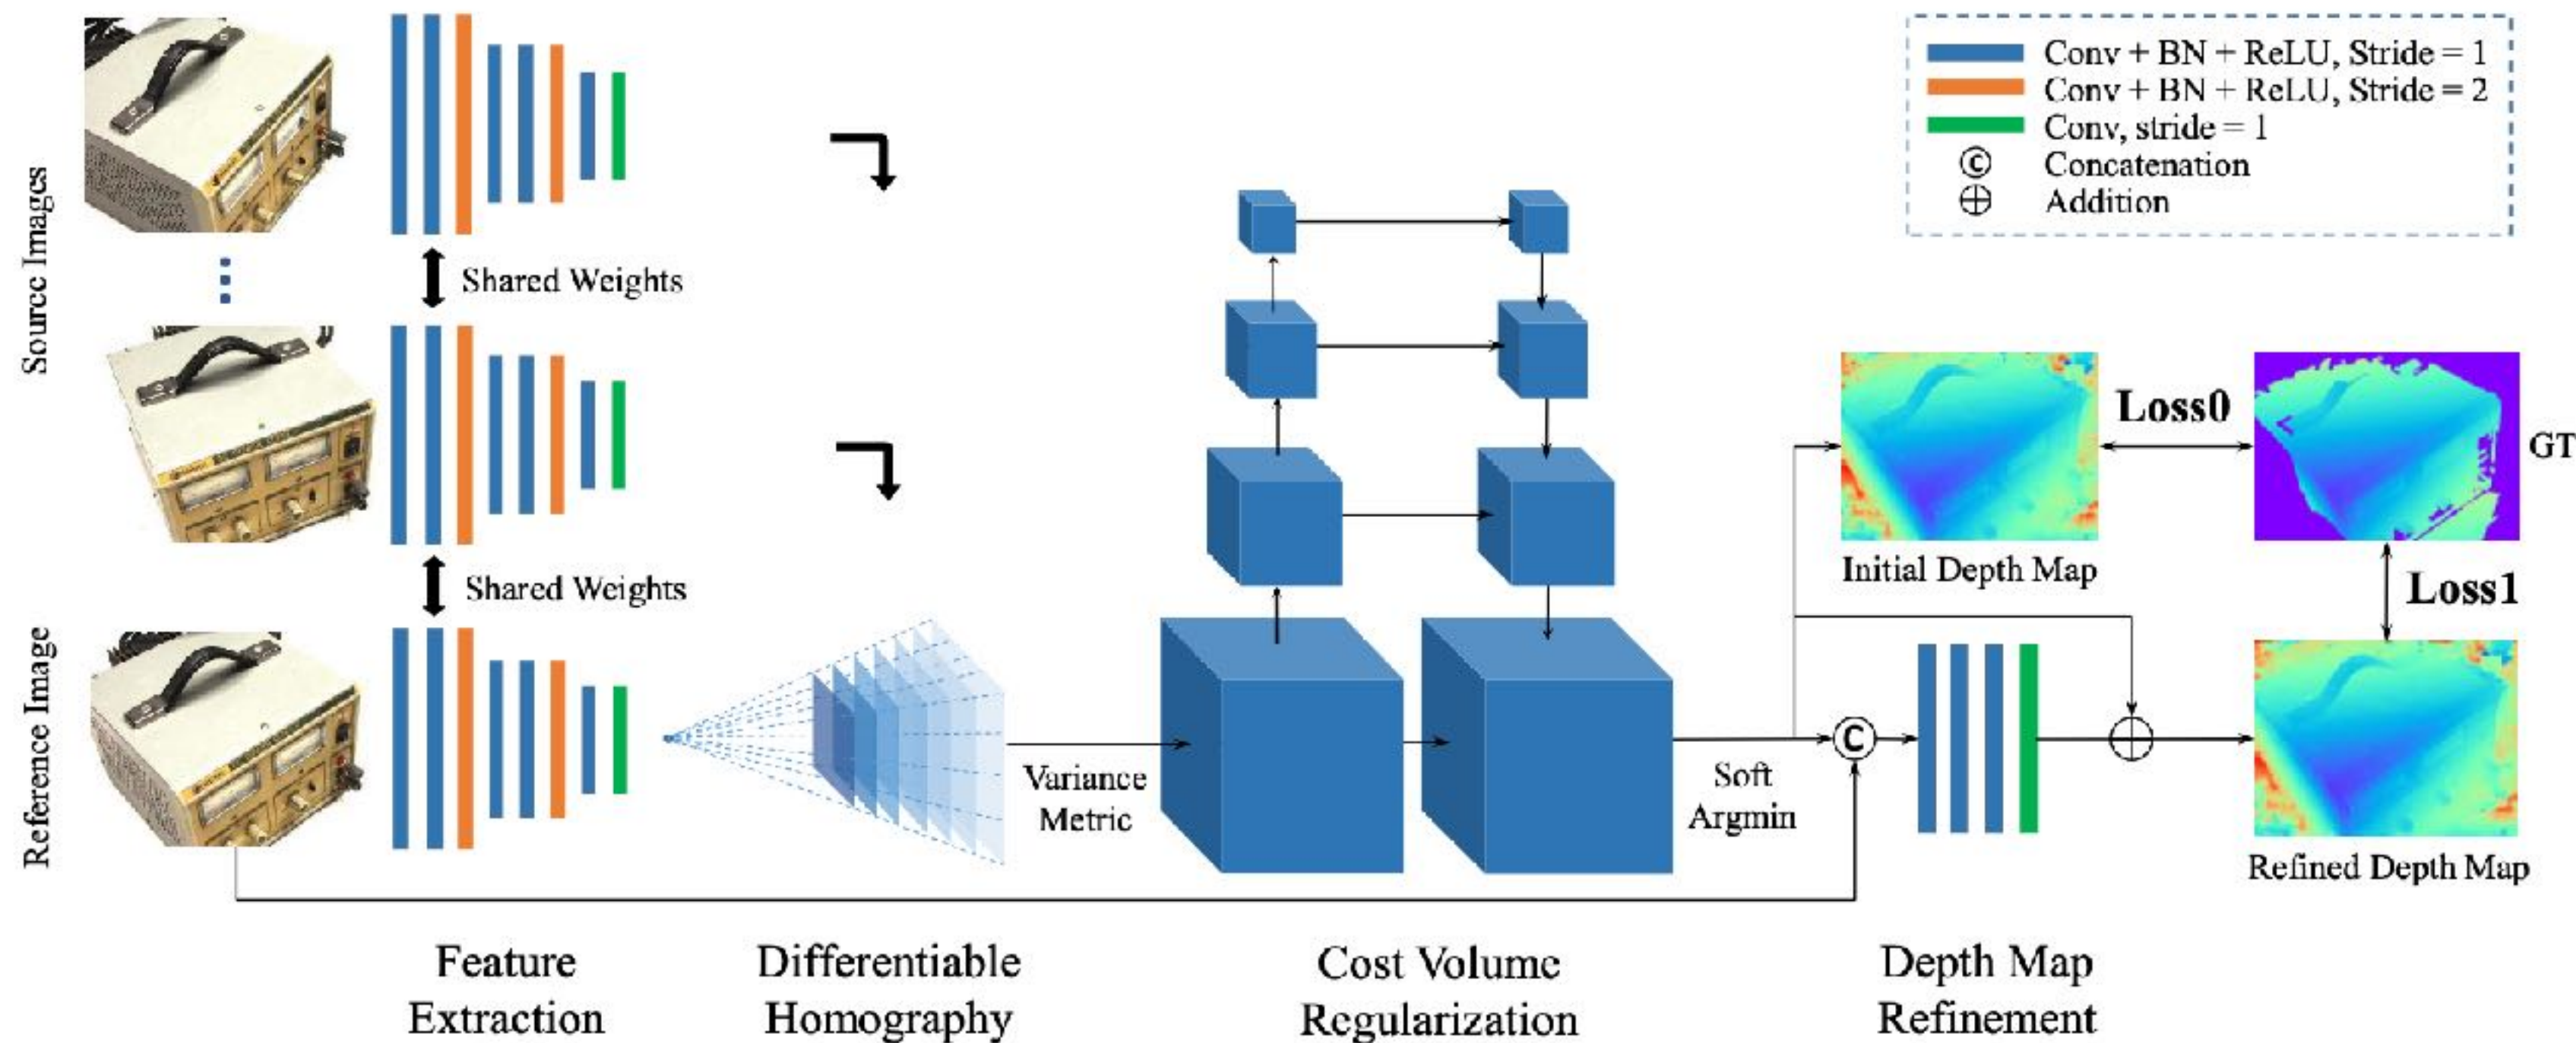 Source Images
Reference Image
Shared Weights
Shared Weights
Conv + BN + ReLU, Stride = 1
Conv + BN + ReLU, Stride = 2
Conv, stride = 1
C
Concatenation
Addition
Variance
Metric
Soft
Argmin
C
Initial Depth Map
Loss0
GT
Loss1
Refined Depth Map
Feature
Extraction
Differentiable
Homography
Cost Volume
Regularization
Depth Map
Refinement